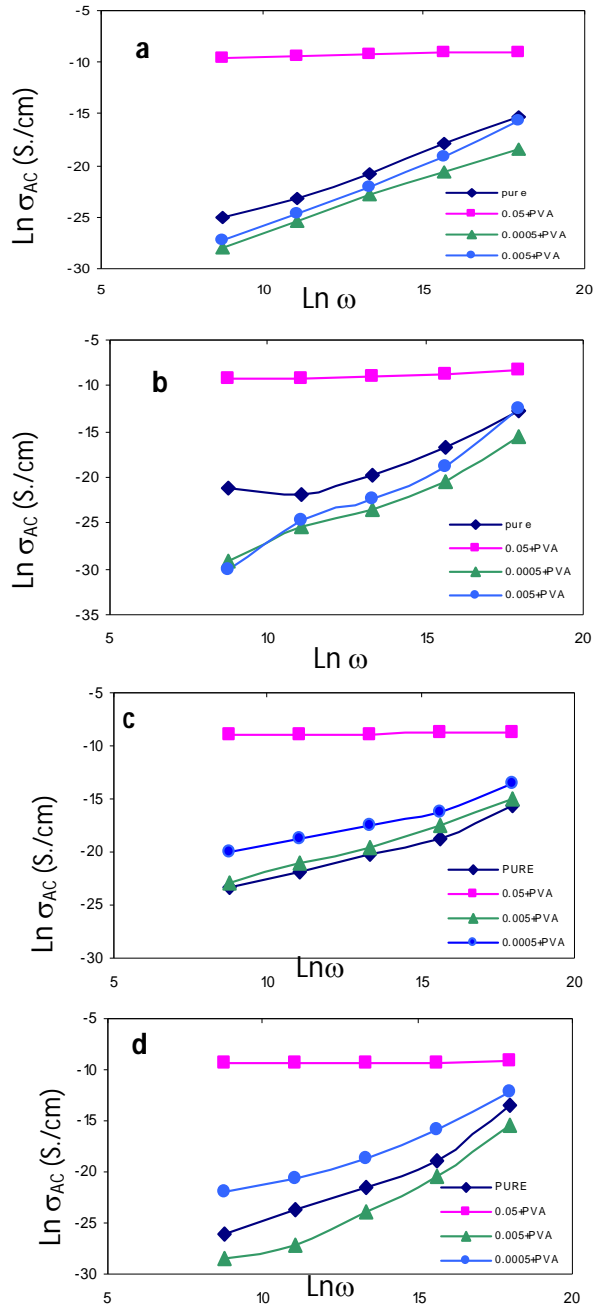 a
-5
-10
-15
-20
-25
-30
5
10
15
20
Ln σAC (S./cm)
Ln ω
pure
0.05+PVA
0.0005+PVA
0.005+PVA
b
-5
-10
-15
-20
-25
-30
-35
5
10
15
20
Ln σAC (S./cm)
Ln ω
pure
0.05+PVA
0.0005+PVA
0.005+PVA
c
-5
-10
-15
-20
-25
-30
5
10
15
20
Ln σAC (S./cm)
Lnω
PURE
0.05+PVA
0.005+PVA
0.0005+PVA
d
-5
-10
-15
-20
-25
-30
5
10
15
20
Ln σAC (S./cm)
Lnω
PURE
0.05+PVA
0.005+PVA
0.0005+PVA